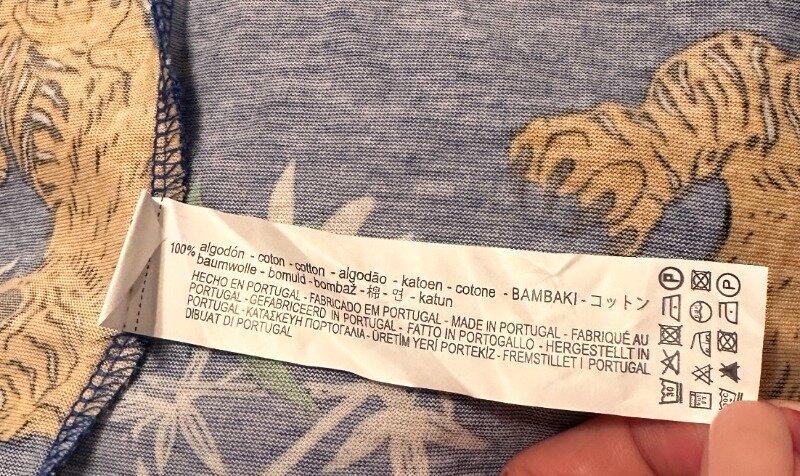 100% algodón - coton - cotton - algodão - katoen - cotone - BAMBAKI - コットン
baumwolle - bomuld - bombaž - 棉 - 면 - katun
HECHO EN PORTUGAL - FABRICADO EM PORTUGAL - MADE IN PORTUGAL - FABRIQUÉ AU
PORTUGAL - GEFABRICEERD IN PORTUGAL - FATTO IN PORTOGALLO - HERGESTELLT IN
PORTUGAL - ΚΑΤΑΣΚΕΥΗ ΠΟΡΤΟΓΑΛΙΑ - ÜRETİM YERİ PORTEKİZ - FREMSTILLET I PORTUGAL
DIBUAT DI PORTUGAL
P P
30